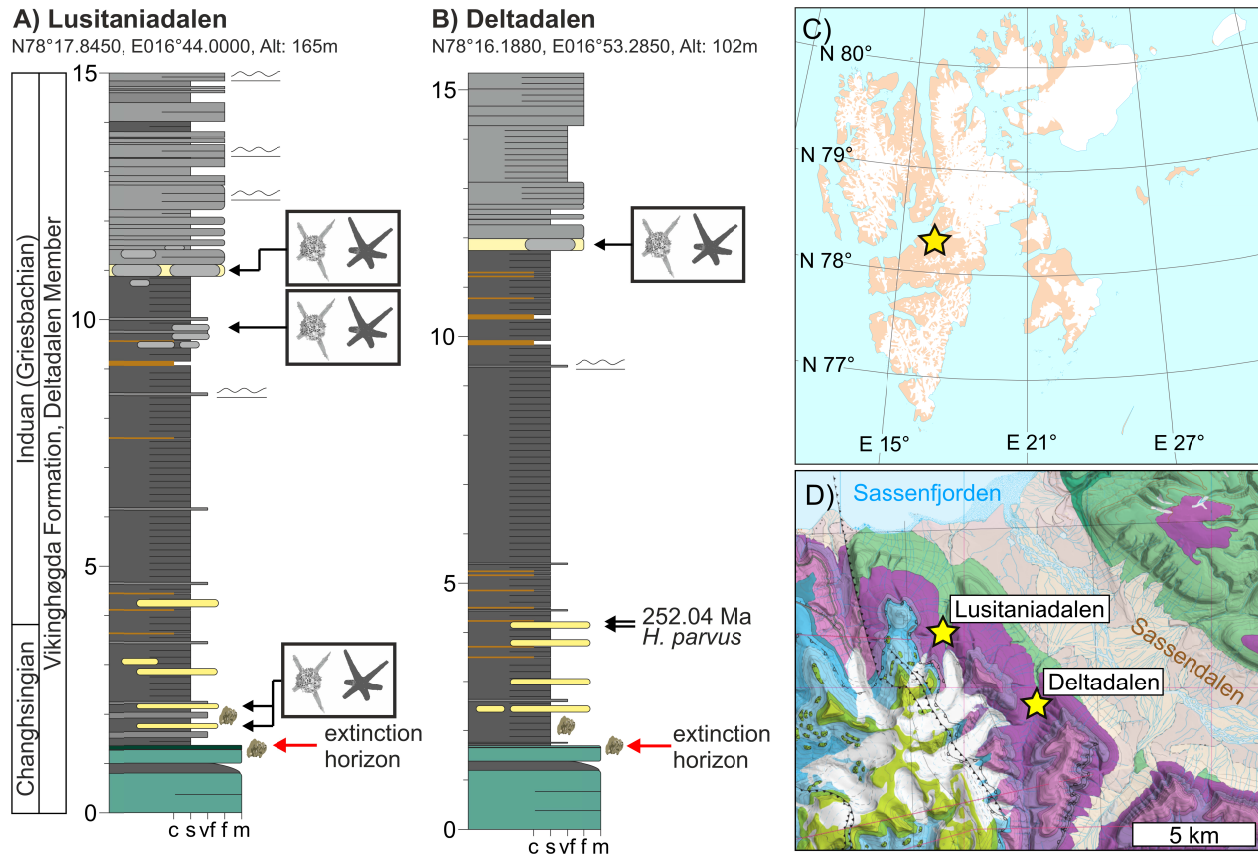 A) Lusitaniadalen
N78°17.8450, E016°44.0000, Alt: 165m
Induan (Griesbachian)
Changhsingian
Vikinghøgda Formation, Deltadalen Member
15
10
5
0
extinction
horizon
c s vf f m
B) Deltadalen
N78°16.1880, E016°53.2850, Alt: 102m
15
10
5
0
252.04 Ma
H. parvus
extinction
horizon
c s vf f m
C)
N 80°
N 79°
N 78°
N 77°
E 15°
E 21°
E 27°
D)
Sassenfjorden
Lusitaniadalen
Deltadalen
Sassendalen
5 km